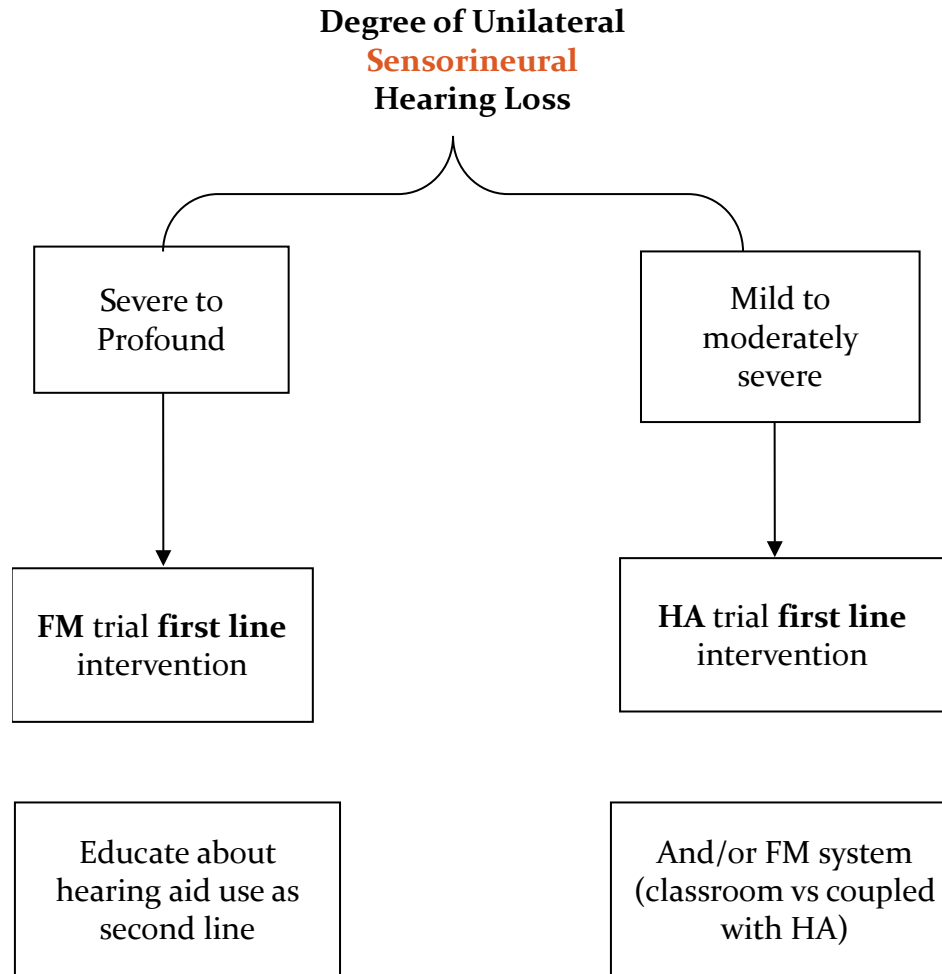 Degree of Unilateral
Sensorineural
Hearing Loss
Severe to
Profound
Mild to
moderately
severe
FM trial first line
intervention
HA trial first line
intervention
Educate about
hearing aid use as
second line
And/or FM system
(classroom vs coupled
with HA)